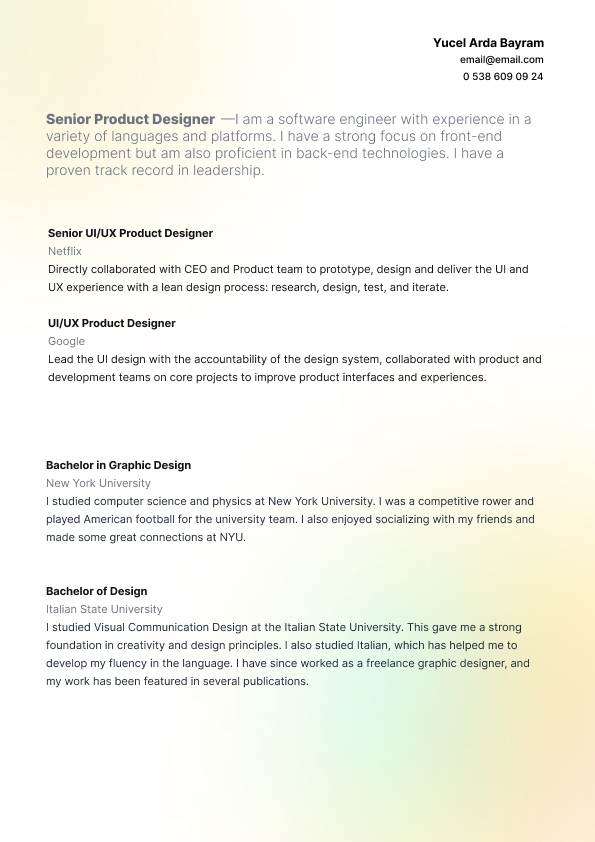 Yucel Arda Bayram
email@email.com
0 538 609 09 24
Senior Product Designer —I am a software engineer with experience in a
variety of languages and platforms. I have a strong focus on front-end
development but am also proficient in back-end technologies. I have a
proven track record in leadership.
Senior UI/UX Product Designer
Netflix
Directly collaborated with CEO and Product team to prototype, design and deliver the UI and
UX experience with a lean design process: research, design, test, and iterate.
UI/UX Product Designer
Google
Lead the UI design with the accountability of the design system, collaborated with product and
development teams on core projects to improve product interfaces and experiences.
Bachelor in Graphic Design
New York University
I studied computer science and physics at New York University. I was a competitive rower and
played American football for the university team. I also enjoyed socializing with my friends and
made some great connections at NYU.
Bachelor of Design
Italian State University
I studied Visual Communication Design at the Italian State University. This gave me a strong
foundation in creativity and design principles. I also studied Italian, which has helped me to
develop my fluency in the language. I have since worked as a freelance graphic designer, and
my work has been featured in several publications.